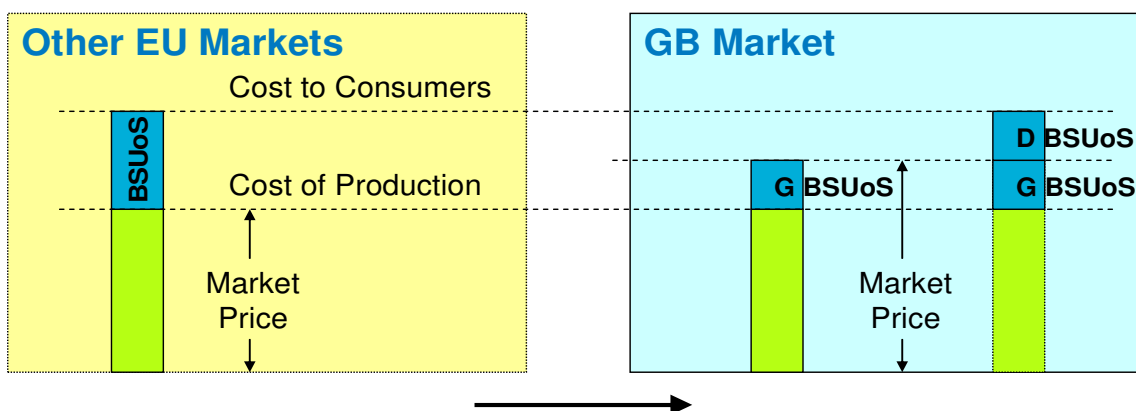 Other EU Markets
Cost to Consumers
BSUoS
Cost of Production
Market
Price
GB Market
D BSUoS
G BSUoS
G BSUoS
Market
Price